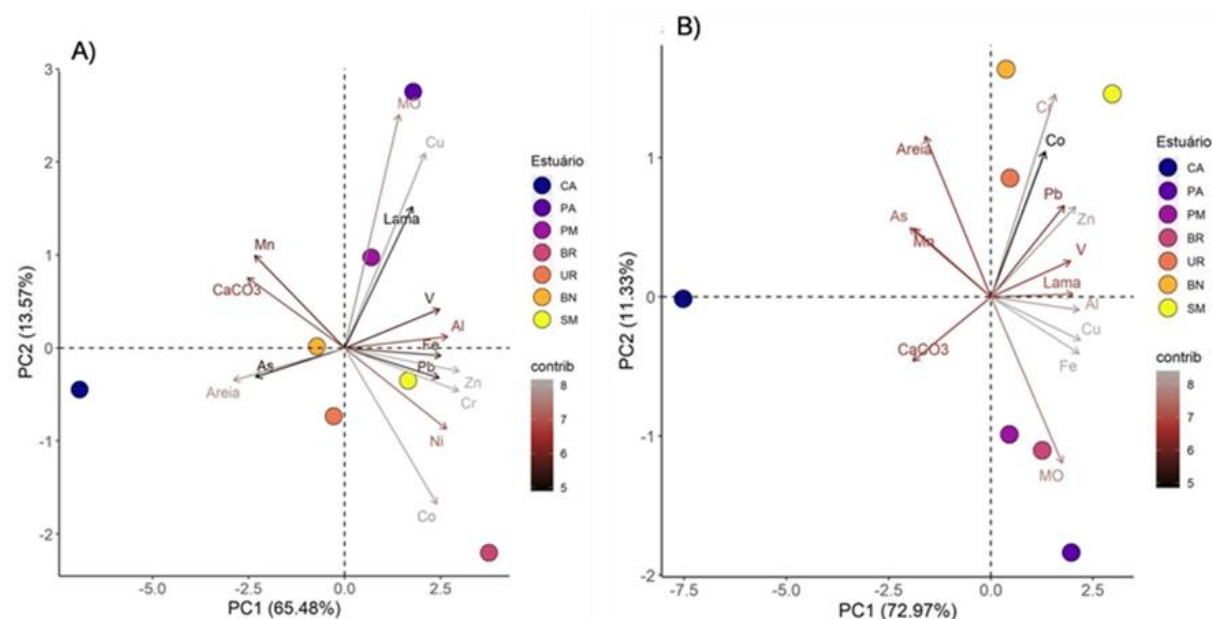 A)
3
2
1
0
-1
-2
-5.0
-2.5
0.0
2.5
PC1 (65.48%)
PC2 (13.57%)
MO
Cu
Lama
Mn
CaCO3
V
Al
Fe
As
Pb
Areia
Zn
Cr
Ni
Co
Estuário
CA
PA
PM
BR
UR
BN
SM
contrib
8
7
6
5
B)
1
0
-1
-2
-7.5
-5.0
-2.5
0.0
2.5
PC1 (72.97%)
PC2 (11.33%)
Cr
Co
Areia
Pb
As
Zn
Mn
V
Lama
Al
Cu
CaCO3
Fe
MO
Estuário
CA
PA
PM
BR
UR
BN
SM
contrib
8
7
6
5